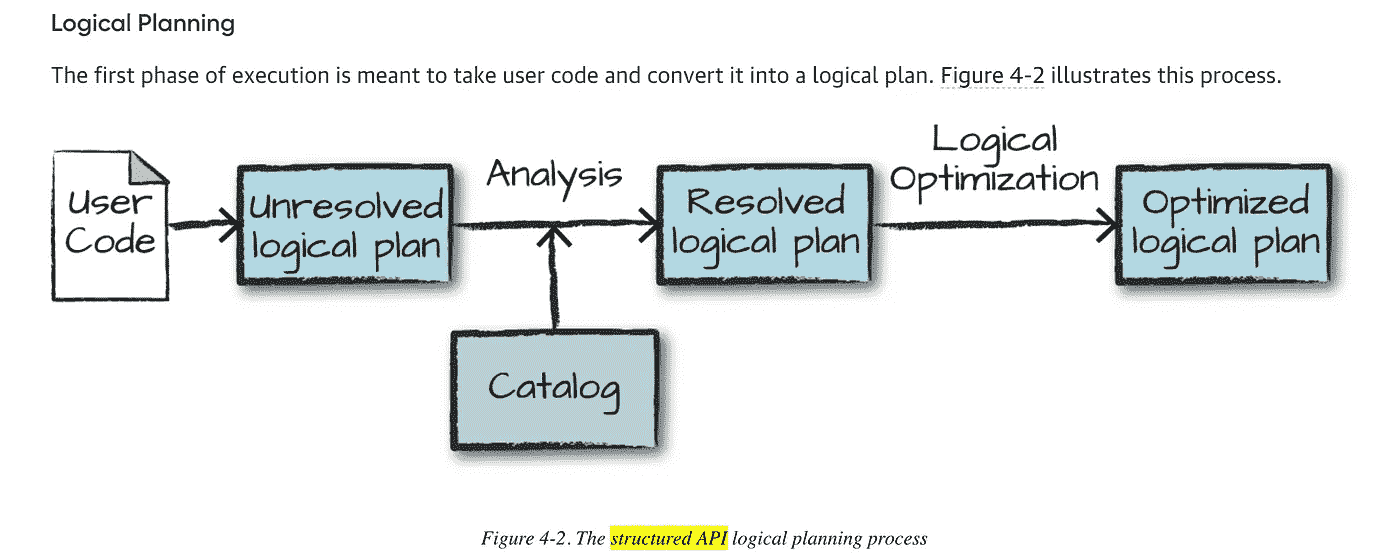 Logical Planning
The first phase of execution is meant to take user code and convert it into a logical plan. Figure 4-2 illustrates this process.
User
Code
Unresolved
logical plan
Analysis
Catalog
Resolved
logical plan
Logical
Optimization
Optimized
logical plan
Figure 4-2. The structured API logical planning process